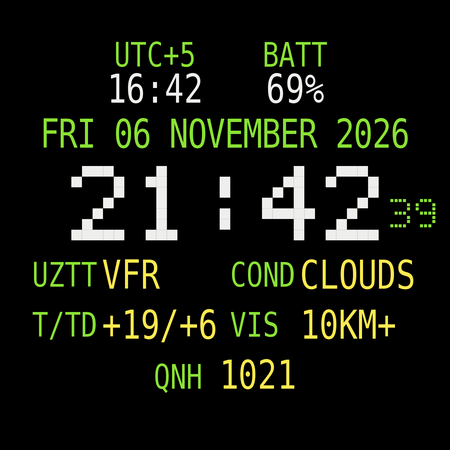 UTC+5 BATT
16:42 69%
FRI 06 NOVEMBER 2026
21:42 39
UZTT VFR COND CLOUDS
T/TD +19/+6 VIS 10KM+
QNH 1021